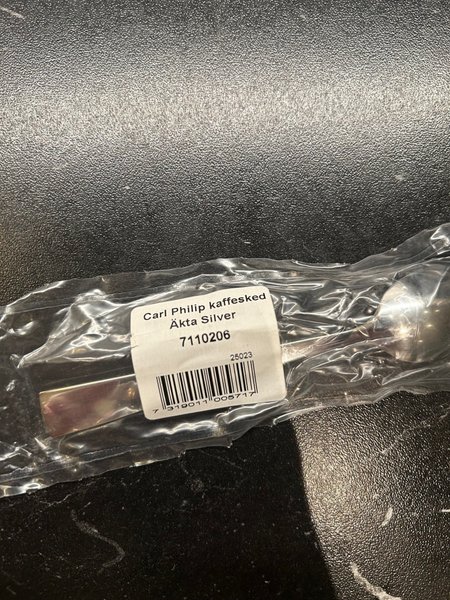 Carl Philip kaffesked
Äkta Silver
7110206
25023
7 319011 005717